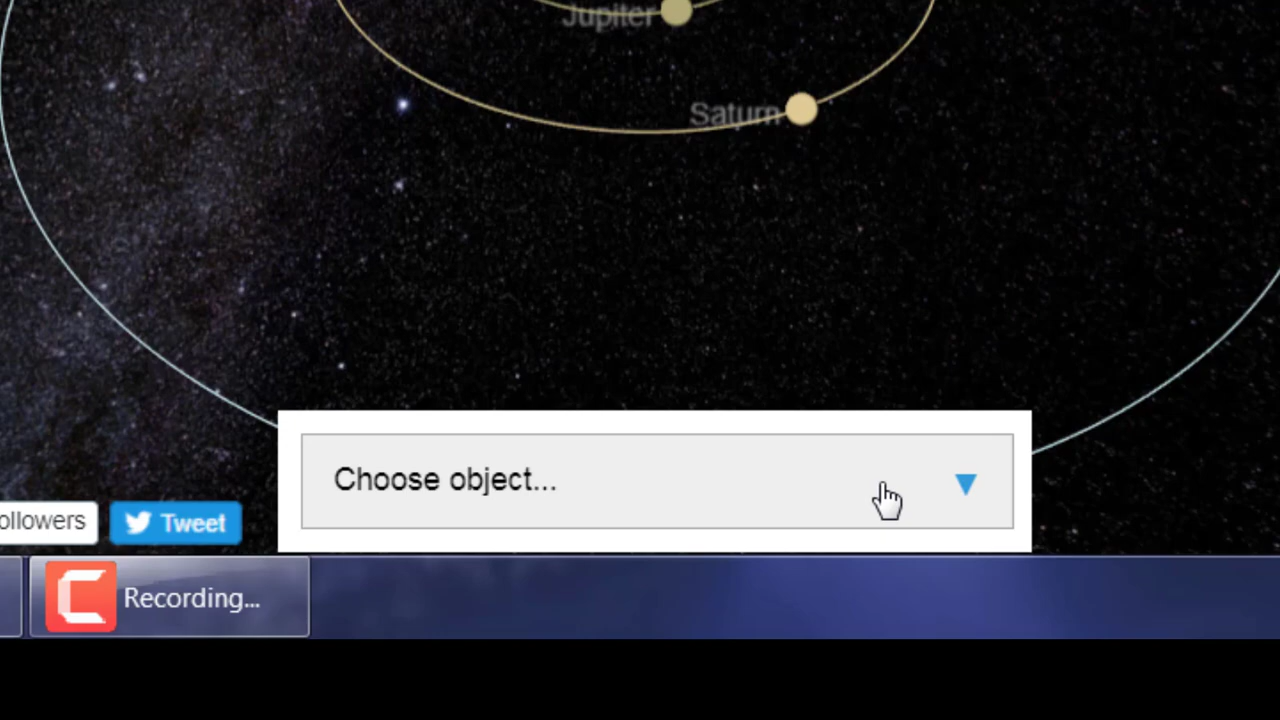 Jupiter
Saturn
Choose object...
ollowers
Tweet
Recording...